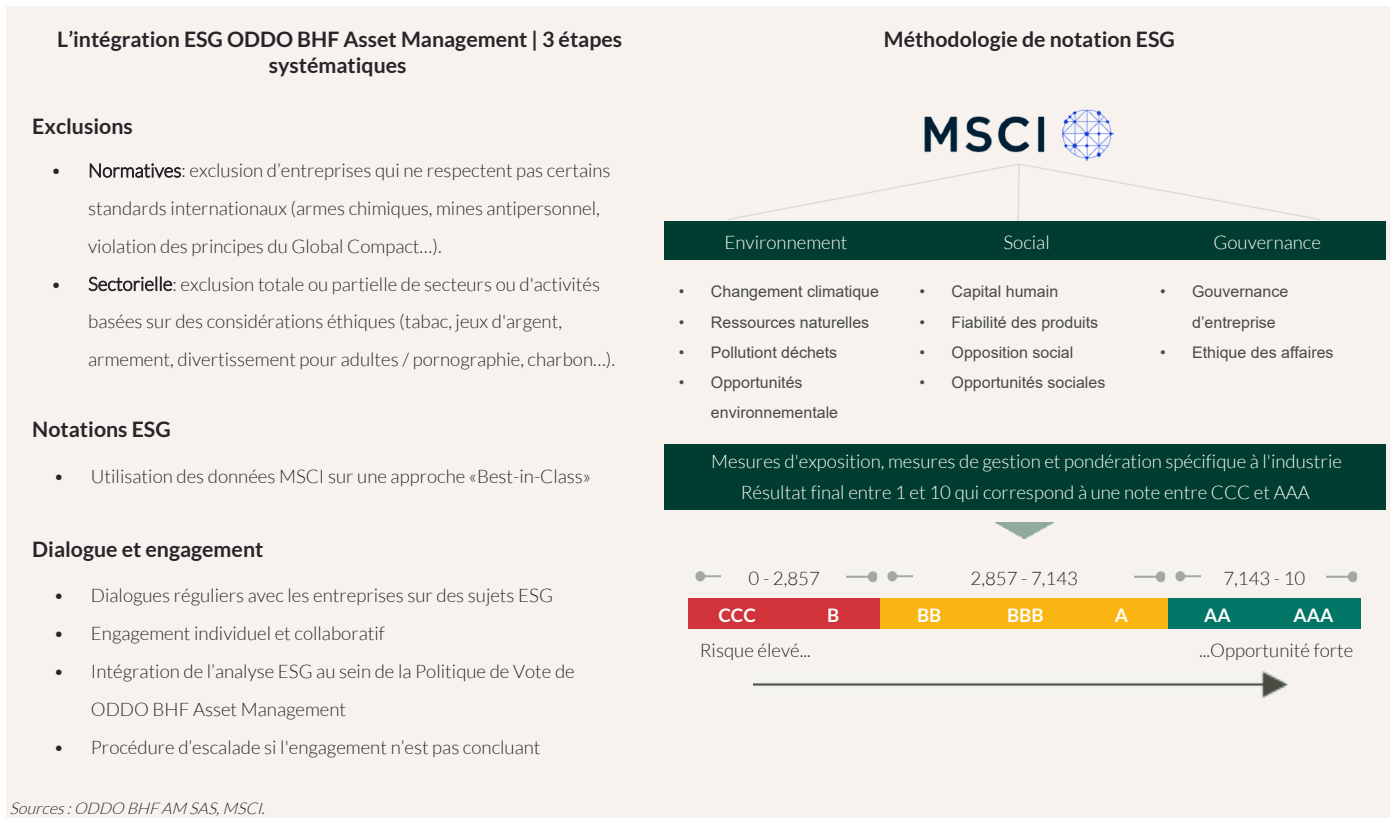 L’intégration ESG ODDO BHF Asset Management | 3 étapes
systématiques
Exclusions
• Normatives: exclusion d’entreprises qui ne respectent pas certains
standards internationaux (armes chimiques, mines antipersonnel,
violation des principes du Global Compact…).
• Sectorielle: exclusion totale ou partielle de secteurs ou d'activités
basées sur des considérations éthiques (tabac, jeux d'argent,
armement, divertissement pour adultes / pornographie, charbon…).
Notations ESG
• Utilisation des données MSCI sur une approche «Best-in-Class»
Dialogue et engagement
• Dialogues réguliers avec les entreprises sur des sujets ESG
• Engagement individuel et collaboratif
• Intégration de l’analyse ESG au sein de la Politique de Vote de
ODDO BHF Asset Management
• Procédure d’escalade si l'engagement n’est pas concluant
Méthodologie de notation ESG
MSCI
Environnement
• Changement climatique
• Ressources naturelles
• Pollutiont déchets
• Opportunités
environnementale
Social
• Capital humain
• Fiabilité des produits
• Opposition social
• Opportunités sociales
Gouvernance
• Gouvernance
d’entreprise
• Ethique des affaires
Mesures d'exposition, mesures de gestion et pondération spécifique à l'industrie
Résultat final entre 1 et 10 qui correspond à une note entre CCC et AAA
0 - 2,857 2,857 - 7,143 7,143 - 10
CCC B BB BBB A AA AAA
Risque élevé... ...Opportunité forte
Sources : ODDO BHF AM SAS, MSCI.